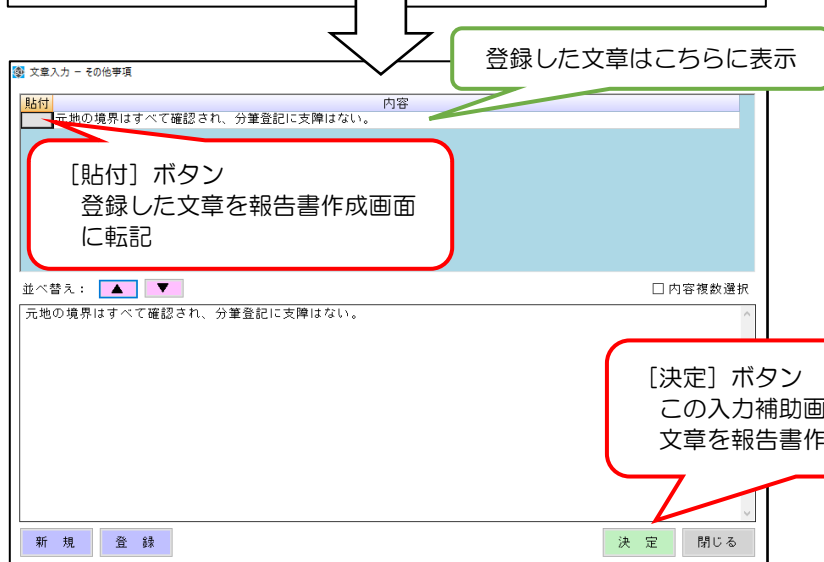 登録した文章はこちらに表示
文章入力 － その他事項
貼付 内容
元地の境界はすべて確認され、分筆登記に支障はない。
［貼付］ボタン
登録した文章を報告書作成画面
に転記
並べ替え： ▲ ▼ □内容複数選択
元地の境界はすべて確認され、分筆登記に支障はない。
［決定］ボタン
この入力補助画
文章を報告書作
新 規 登 録 決 定 閉じる